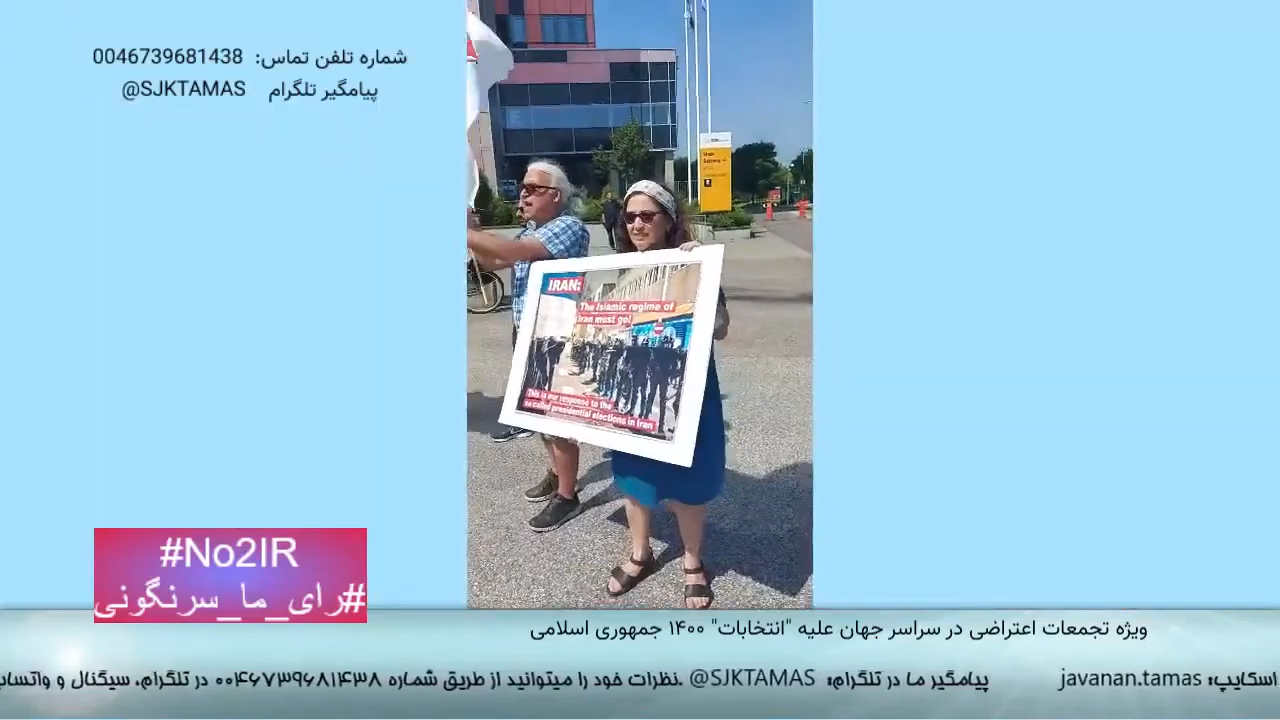 شماره تلفن تماس: 0046739681438
پیامگیر تلگرام @SJKTAMAS
IRAN:
The Islamic regime of
Iran must go!
This is our response to the
so called presidential elections in Iran
#No2IR
#رای_ما_سرنگونی
ویژه تجمعات اعتراضی در سراسر جهان علیه "انتخابات" ۱۴۰۰ جمهوری اسلامی
اسکایپ: javanan.tamas پیامگیر ما در تلگرام: @SJKTAMAS .نظرات خود را میتوانید از طریق شماره ۰۰۴۶۷۳۹۶۸۱۴۳۸ در تلگرام، سیگنال و واتساپ